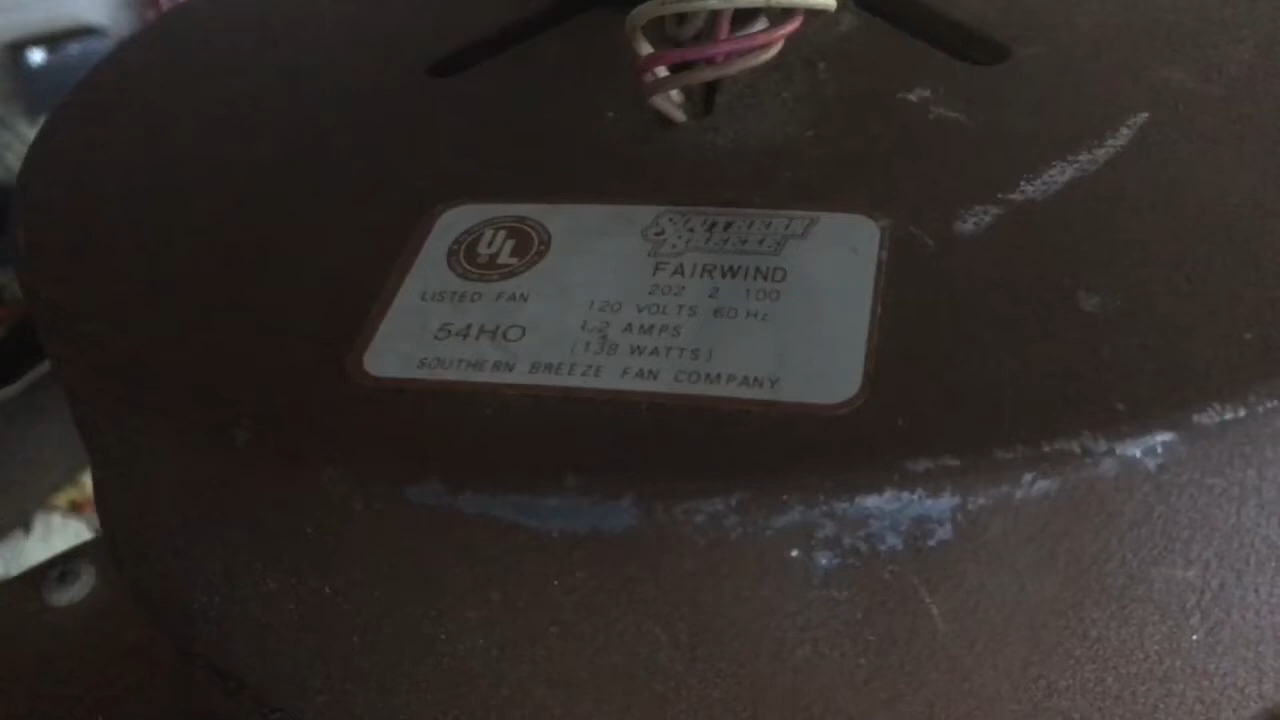 UL
SOUTHERN
BREEZE
FAIRWIND
LISTED FAN
202 2 100
120 VOLTS 60 Hz
54HO
AMPS
(138 WATTS)
SOUTHERN BREEZE FAN COMPANY